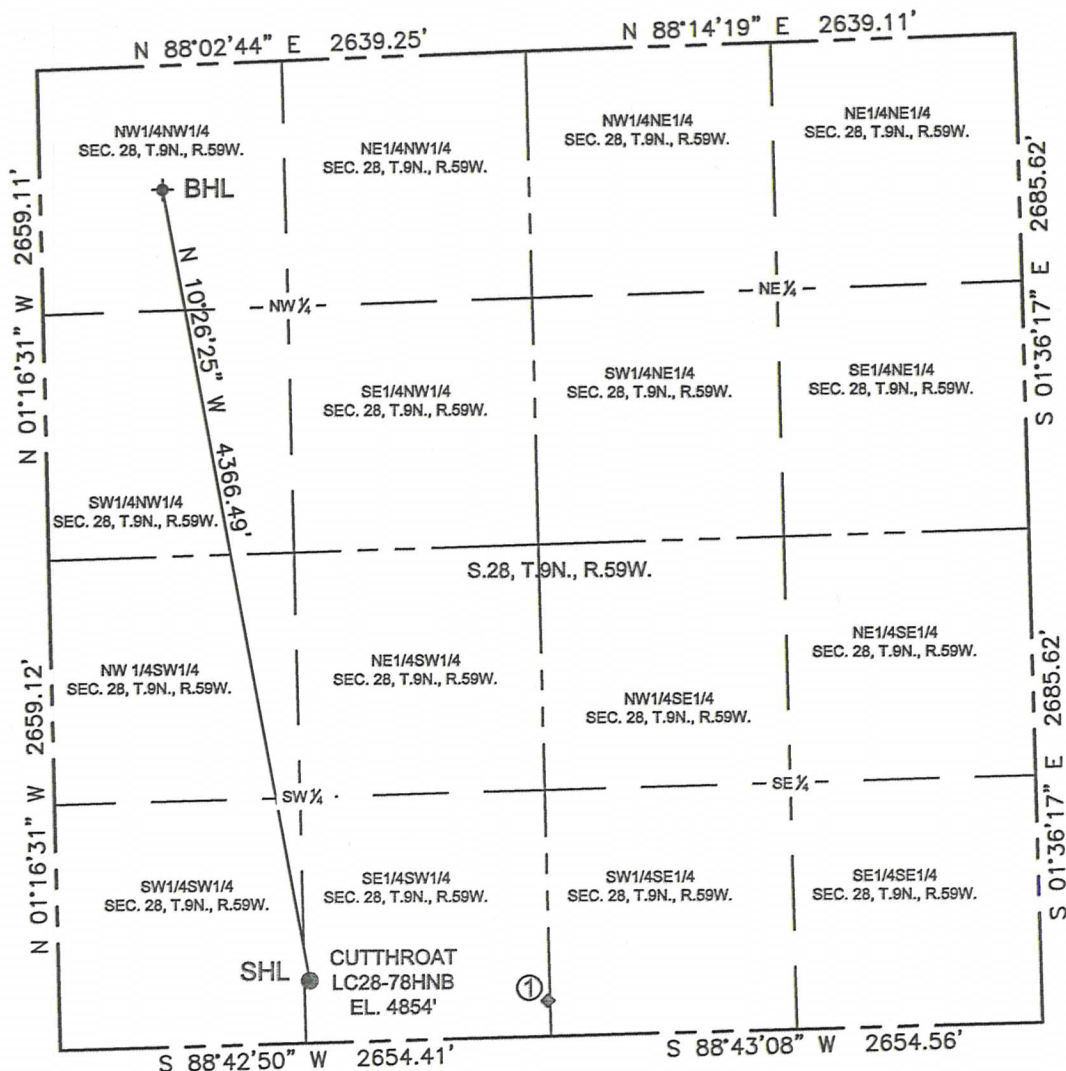 N 88°02'44" E 2639.25'
N 88°14'19" E 2639.11'
NW1/4NW1/4
SEC. 28, T.9N., R.59W.
NE1/4NW1/4
SEC. 28, T.9N., R.59W.
NW1/4NE1/4
SEC. 28, T.9N., R.59W.
NE1/4NE1/4
SEC. 28, T.9N., R.59W.
BHL
N 01°16'31" W 2659.11'
S 01°36'17" E 2685.62'
N 10°26'25" W 4366.49'
NW 1/4
NE 1/4
SE1/4NW1/4
SEC. 28, T.9N., R.59W.
SW1/4NE1/4
SEC. 28, T.9N., R.59W.
SE1/4NE1/4
SEC. 28, T.9N., R.59W.
SW1/4NW1/4
SEC. 28, T.9N., R.59W.
S.28, T.9N., R.59W.
NW 1/4SW1/4
SEC. 28, T.9N., R.59W.
NE1/4SW1/4
SEC. 28, T.9N., R.59W.
NW1/4SE1/4
SEC. 28, T.9N., R.59W.
NE1/4SE1/4
SEC. 28, T.9N., R.59W.
N 01°16'31" W 2659.12'
S 01°36'17" E 2685.62'
SW 1/4
SE 1/4
SW1/4SW1/4
SEC. 28, T.9N., R.59W.
SE1/4SW1/4
SEC. 28, T.9N., R.59W.
SW1/4SE1/4
SEC. 28, T.9N., R.59W.
SE1/4SE1/4
SEC. 28, T.9N., R.59W.
SHL
CUTTHROAT
LC28-78HNB
EL. 4854'
1
S 88°42'50" W 2654.41'
S 88°43'08" W 2654.56'